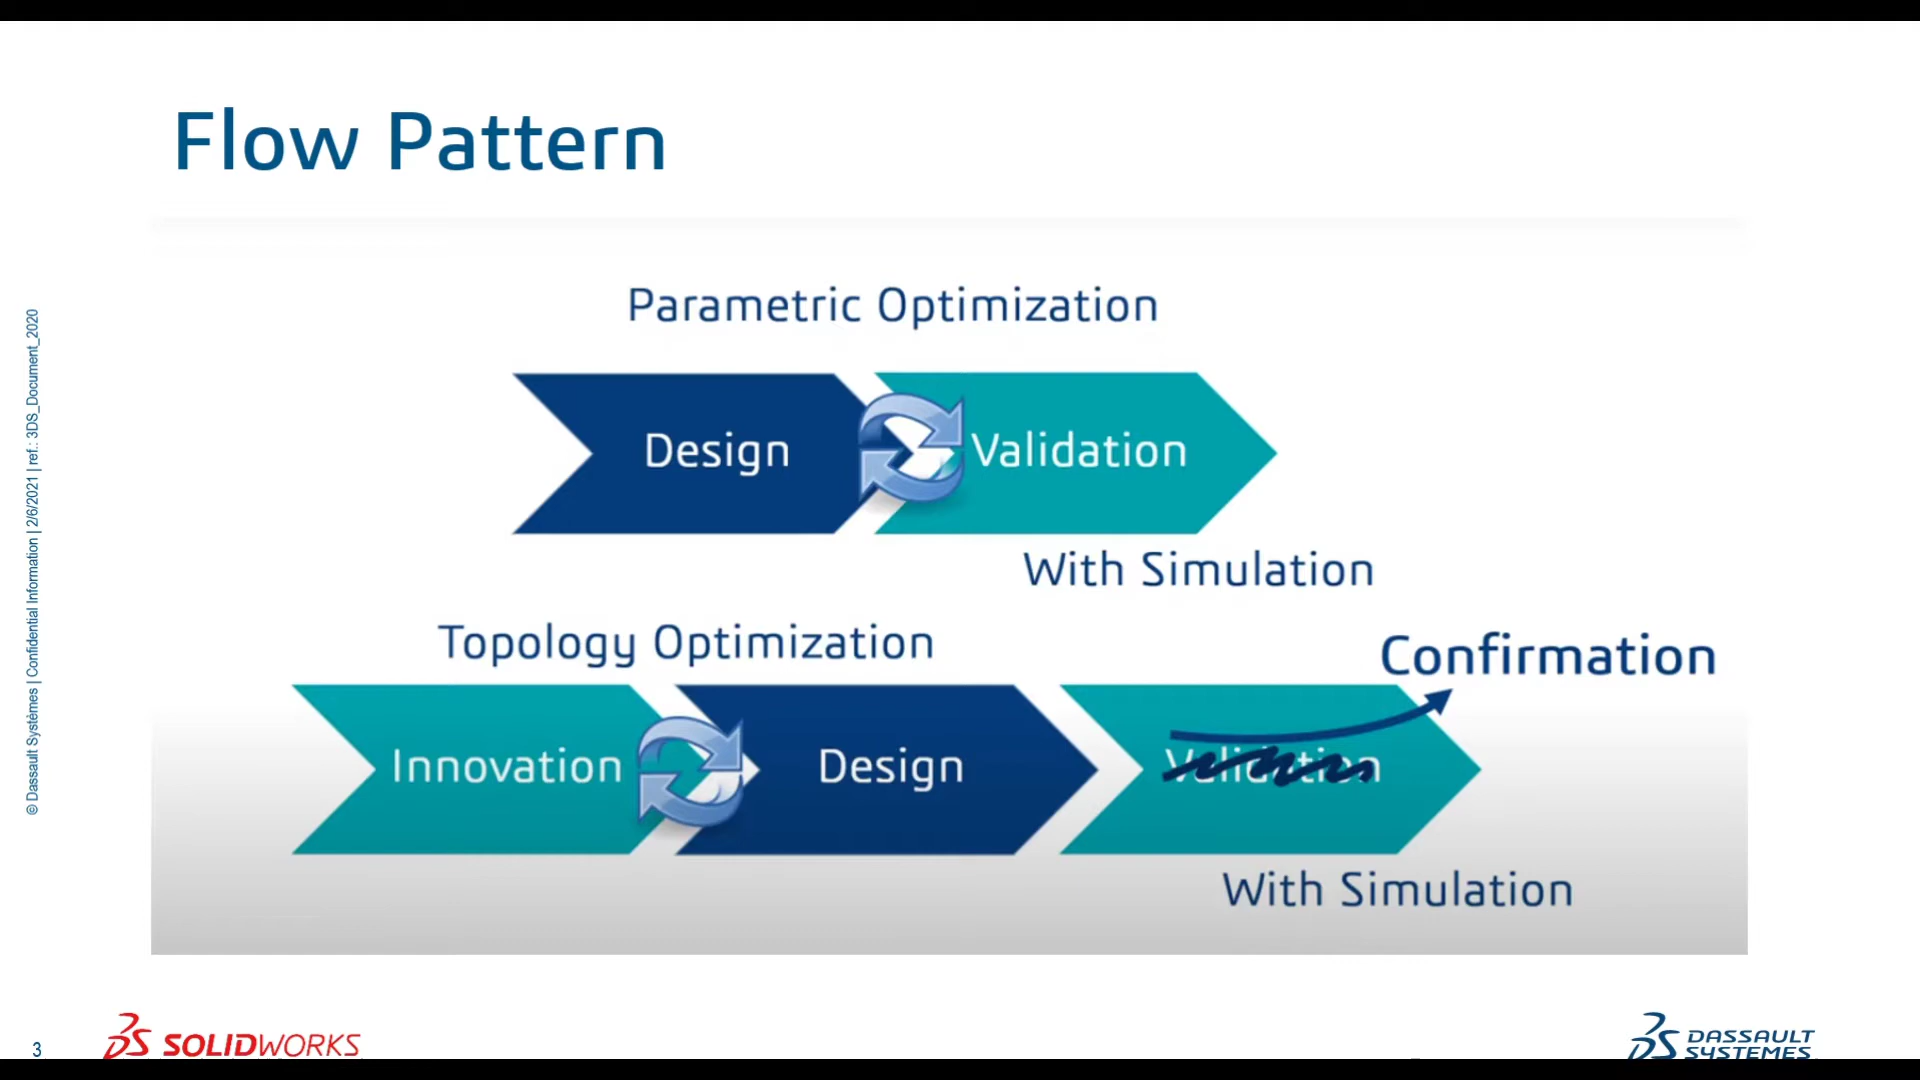 Flow Pattern
Parametric Optimization
Design
Validation
With Simulation
Topology Optimization
Confirmation
Innovation
Design
Validation
With Simulation
© Dassault Systèmes | Confidential Information | 2/6/2021 | ref.: 3DS_Document_2020
3
SOLIDWORKS
DASSAULT
SYSTEMES